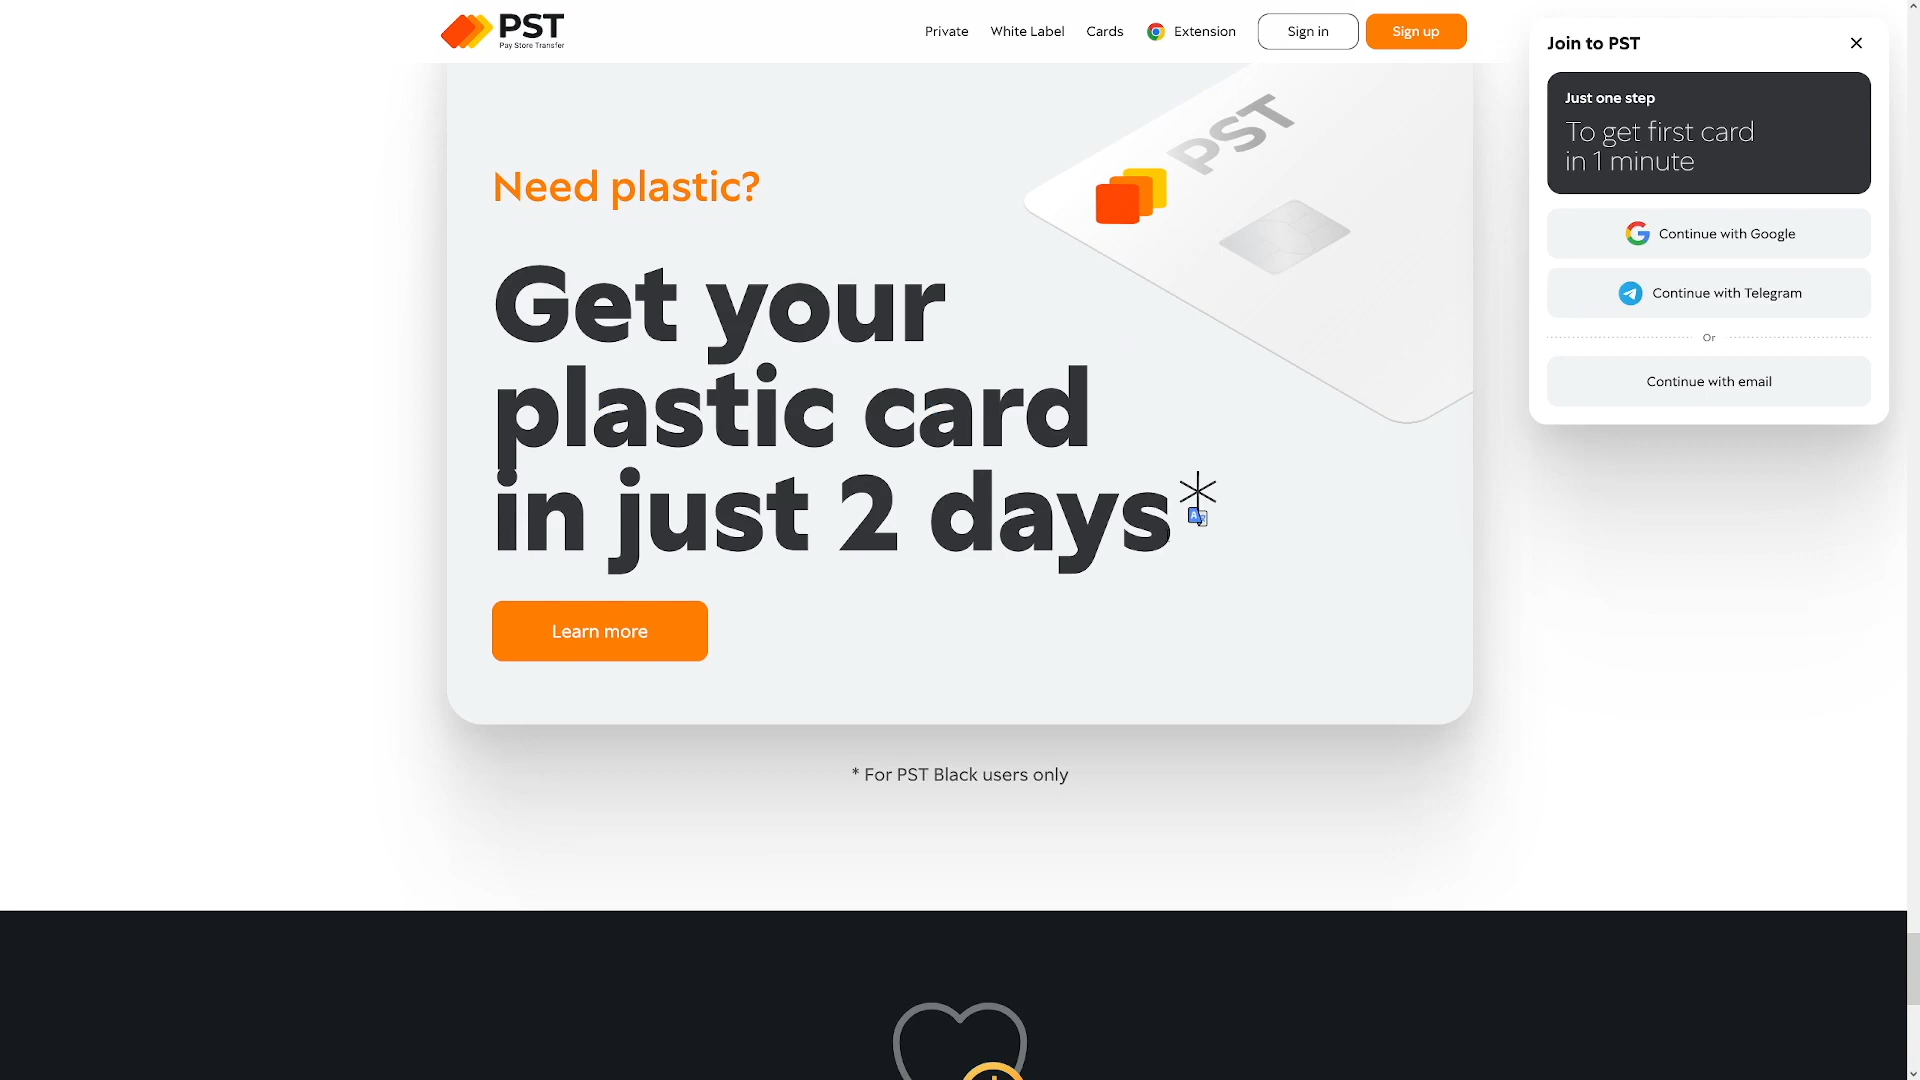 PST
Pay Store Transfer
Private
White Label
Cards
Extension
Sign in
Sign up
Join to PST
Just one step
To get first card
in 1 minute
Continue with Google
Continue with Telegram
Or
Continue with email
PST
Need plastic?
Get your
plastic card
in just 2 days*
Learn more
* For PST Black users only